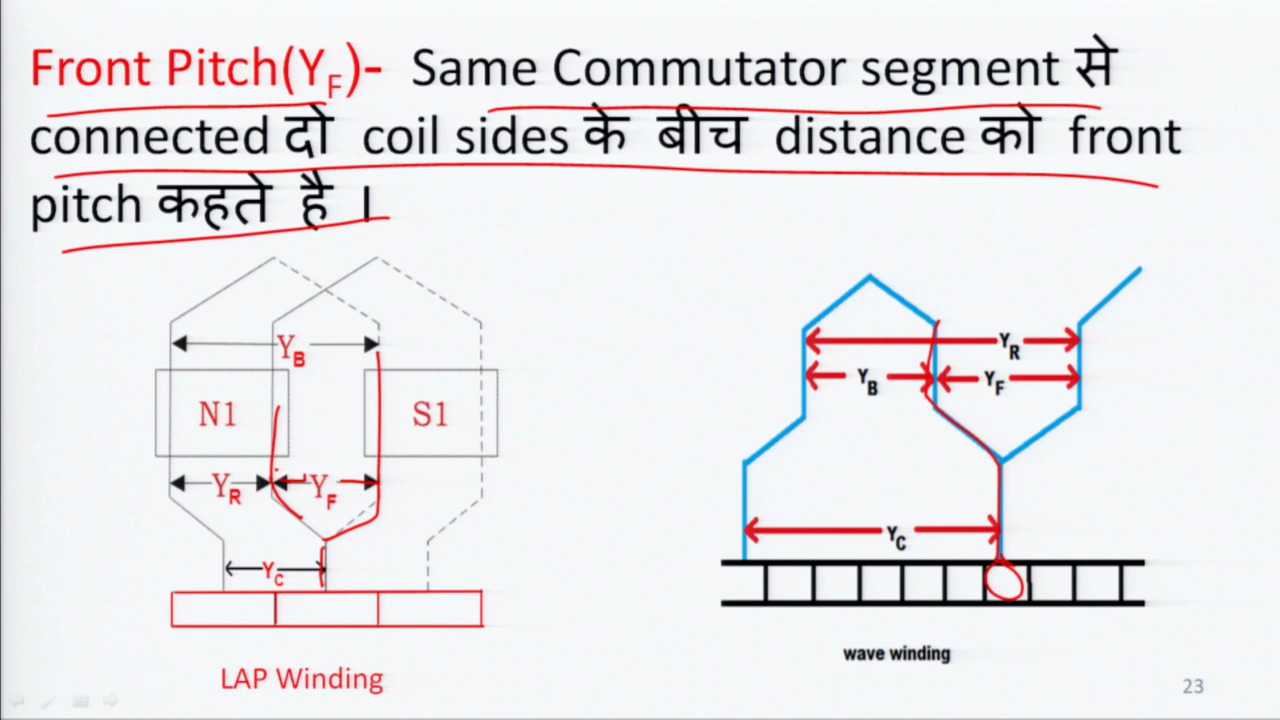 Front Pitch(YF)- Same Commutator segment से
connected दो coil sides के बीच distance को front
pitch कहते है ।
YB
N1 S1
YR YF
YC
LAP Winding
YR
YB YF
YC
wave winding
23